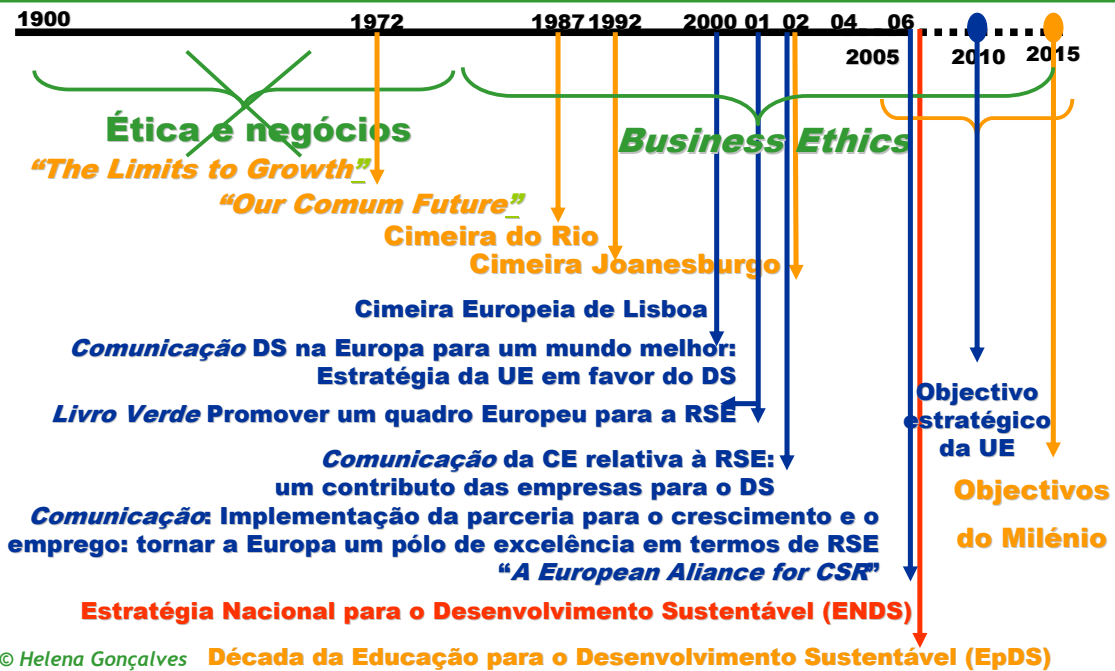 1900 1972 1987 1992 2000 01 02 04 06
2005 2010 2015
Ética e negócios
Business Ethics
“The Limits to Growth”
“Our Comum Future”
Cimeira do Rio
Cimeira Joanesburgo
Cimeira Europeia de Lisboa
Comunicação DS na Europa para um mundo melhor:
Estratégia da UE em favor do DS
Livro Verde Promover um quadro Europeu para a RSE
Objectivo
estratégico
da UE
Comunicação da CE relativa à RSE:
um contributo das empresas para o DS
Objectivos
do Milénio
Comunicação: Implementação da parceria para o crescimento e o
emprego: tornar a Europa um pólo de excelência em termos de RSE
“A European Aliance for CSR”
Estratégia Nacional para o Desenvolvimento Sustentável (ENDS)
© Helena Gonçalves Década da Educação para o Desenvolvimento Sustentável (EpDS)